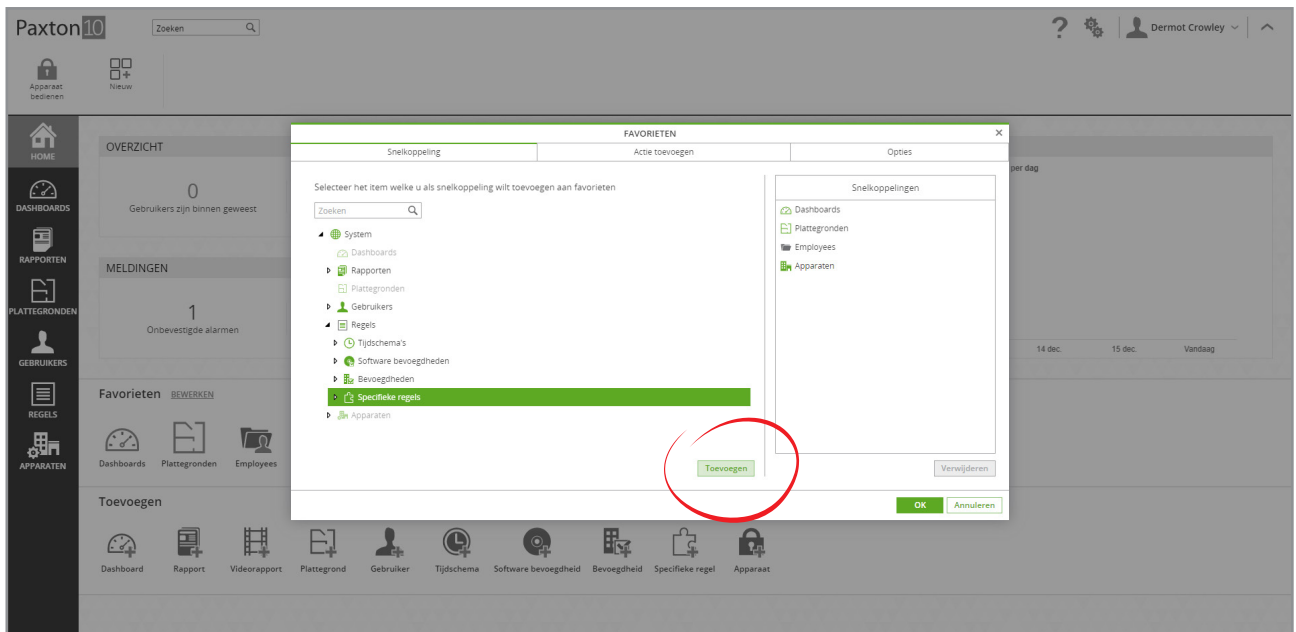 Paxton10
Zoeken
Dermot Crowley
Apparaat
bedienen
Nieuw
HOME
DASHBOARDS
RAPPORTEN
PLATTEGRONDEN
GEBRUIKERS
REGELS
APPARATEN
OVERZICHT
0
Gebruikers zijn binnen geweest
MELDINGEN
1
Onbevestigde alarmen
per dag
14 dec.
15 dec.
Vandaag
FAVORIETEN
Snelkoppeling
Actie toevoegen
Opties
Selecteer het item welke u als snelkoppeling wilt toevoegen aan favorieten
Zoeken
System
Dashboards
Rapporten
Plattegronden
Gebruikers
Regels
Tijdschema's
Software bevoegdheden
Bevoegdheden
Specifieke regels
Apparaten
Toevoegen
Snelkoppelingen
Dashboards
Plattegronden
Employees
Apparaten
Verwijderen
OK
Annuleren
Favorieten BEWERKEN
Dashboards
Plattegronden
Employees
Toevoegen
Dashboard
Rapport
Videorapport
Plattegrond
Gebruiker
Tijdschema
Software bevoegdheid
Bevoegdheid
Specifieke regel
Apparaat